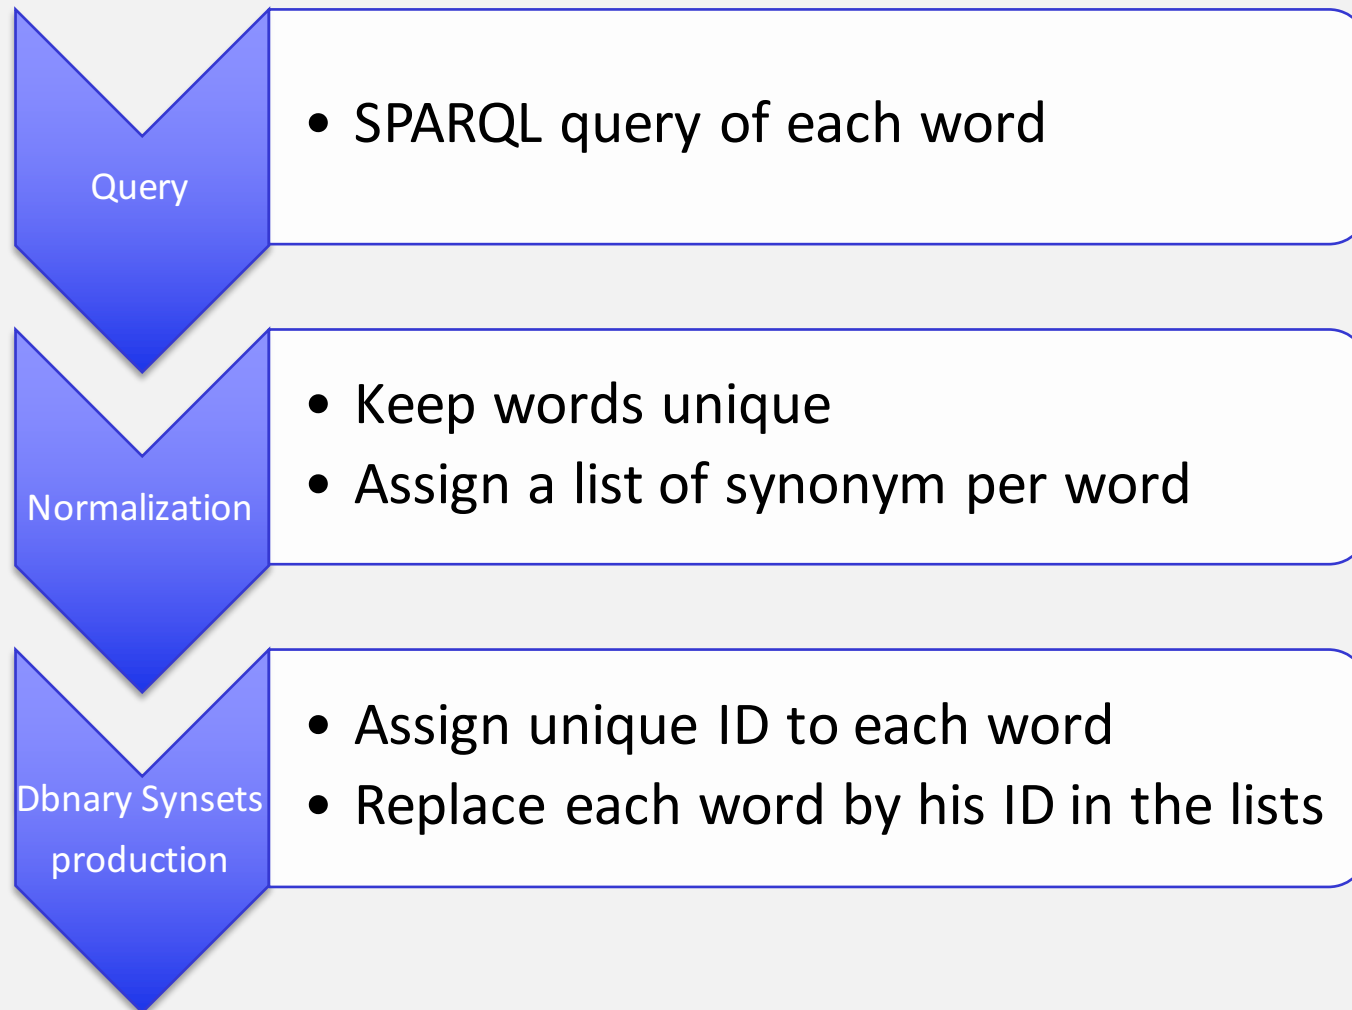 Query
• SPARQL query of each word
Normalization
• Keep words unique
• Assign a list of synonym per word
Dbnary Synsets
production
• Assign unique ID to each word
• Replace each word by his ID in the lists